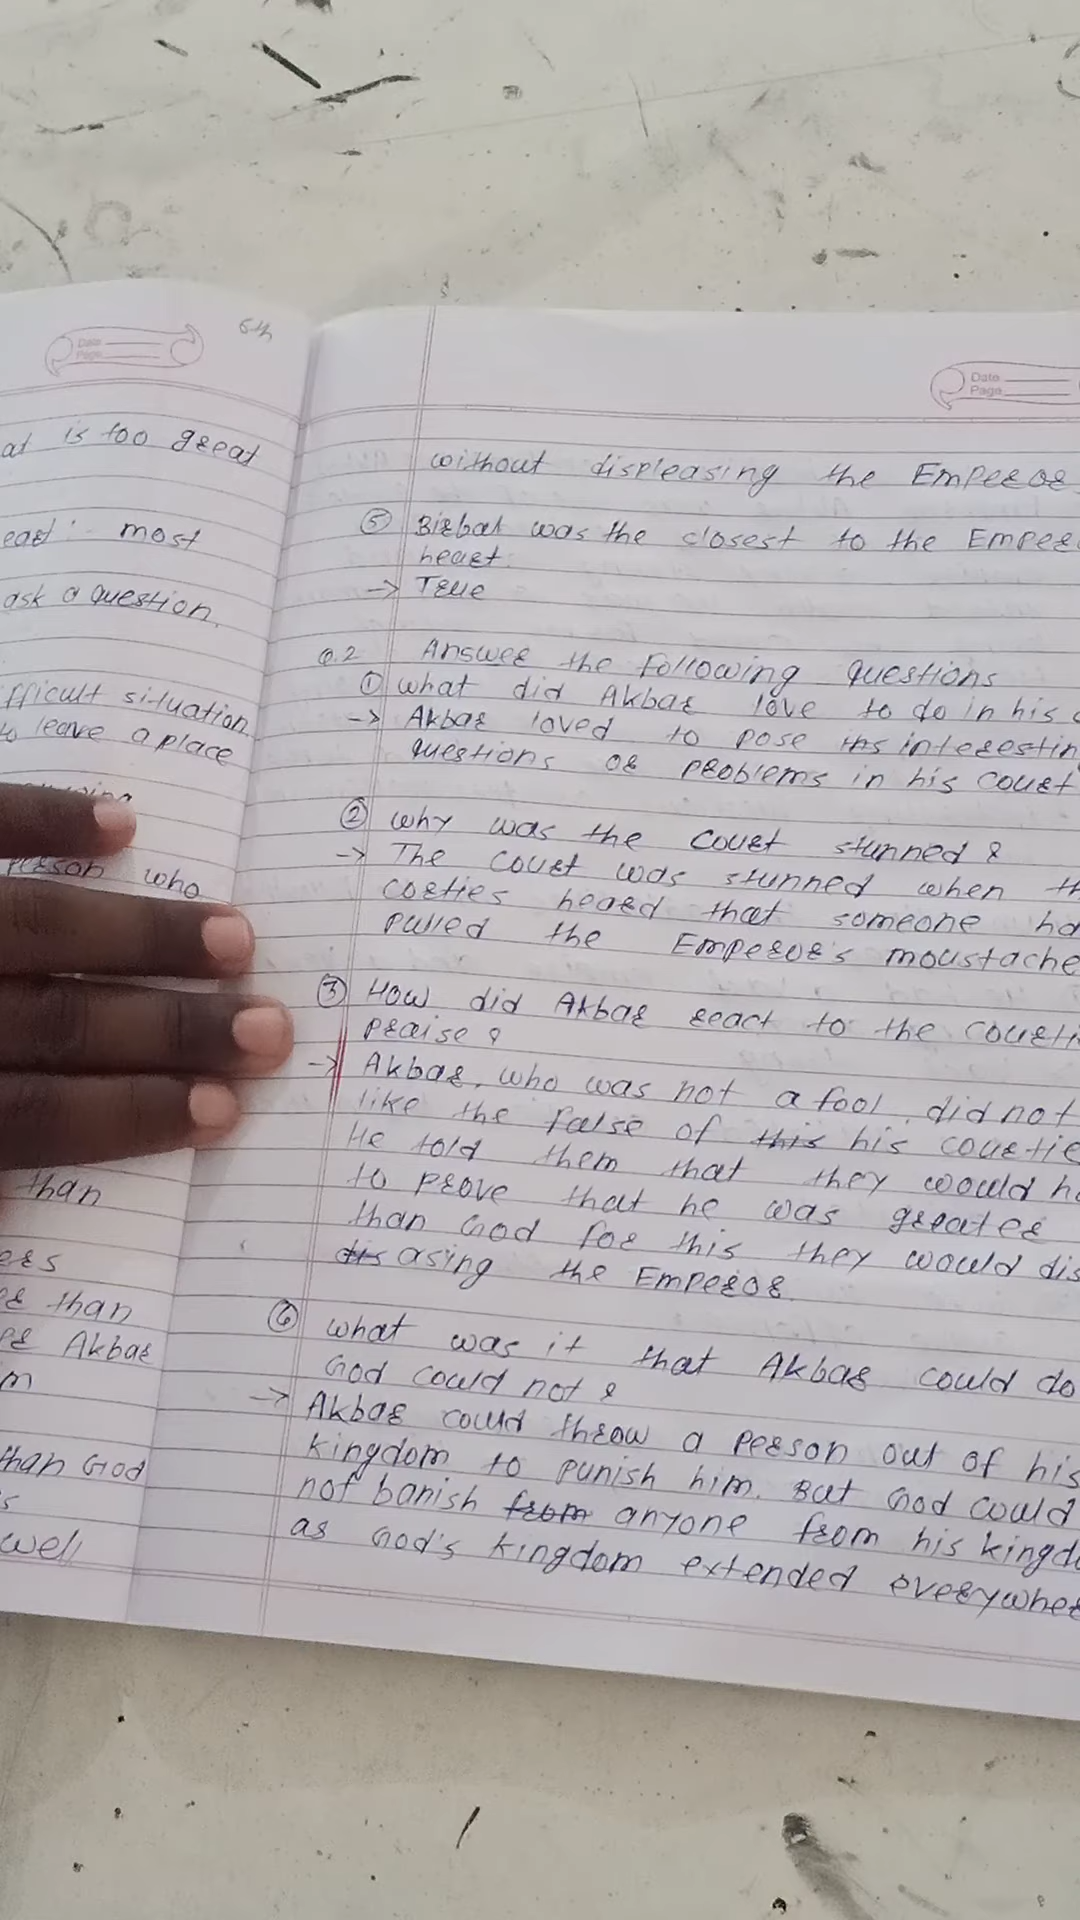 6th
Date
Page
at is too great
ear: most
ask a question.
fficult situation
to leave a place
person who
than
ers
er than
Akbar
m
than God
s
well
Date
Page
without displeasing the Emperor
⑤ Birbal was the closest to the Emper
heart.
→ True
Q.2 Answer the following questions
① what did Akbar love to do in his c
→ Akbar loved to pose interestin
questions or problems in his court
② why was the court stunned ?
→ The court was stunned when th
corties heard that someone ha
pulled the Emperor's moustache
③ How did Akbar react to the courti
praise ?
→ Akbar, who was not a fool, did not
like the false of this his courtie
He told them that they would ha
to prove that he was greater
than God for this they would dis
dis asing the Emperor.
⑥ what was it that Akbar could do
God could not ?
→ Akbar could throw a person out of his
kingdom to punish him. But God could
not banish from anyone from his kingdo
as God's kingdom extended everywher